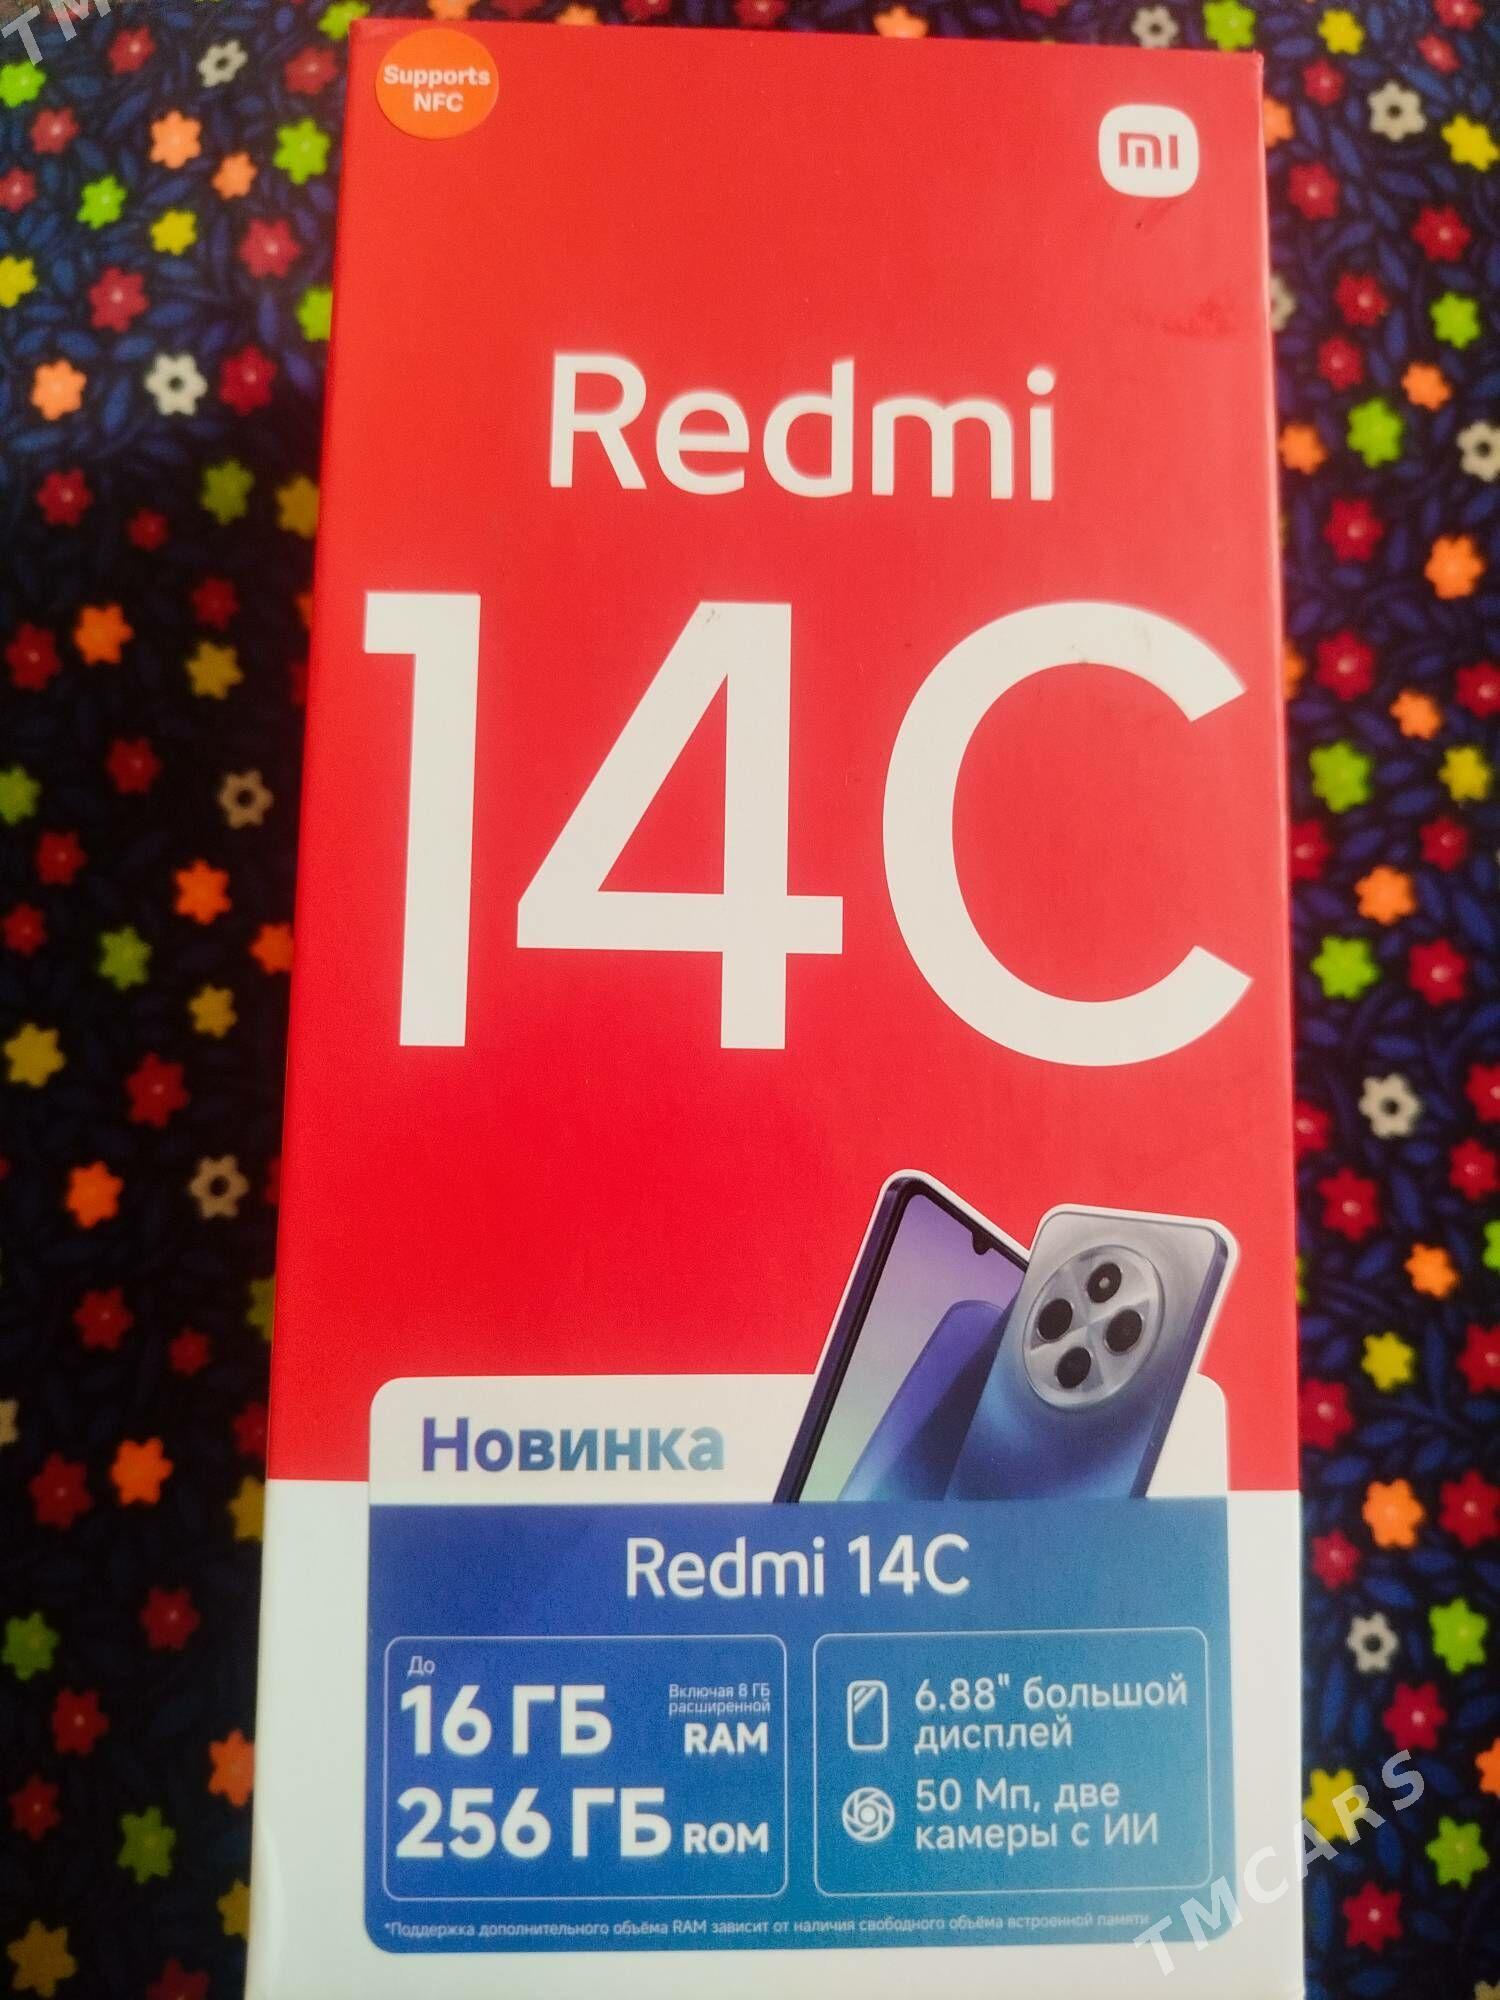 TM
Supports
NFC
mi
Redmi
14C
Новинка
Redmi 14C
До
16 ГБ
Включая 8 ГБ
расширенной
RAM
256 ГБ ROM
6.88" большой
дисплей
50 Мп, две
камеры с ИИ
*Поддержка дополнительного объёма RAM зависит от наличия свободного объёма встроенной памяти
TMCARS